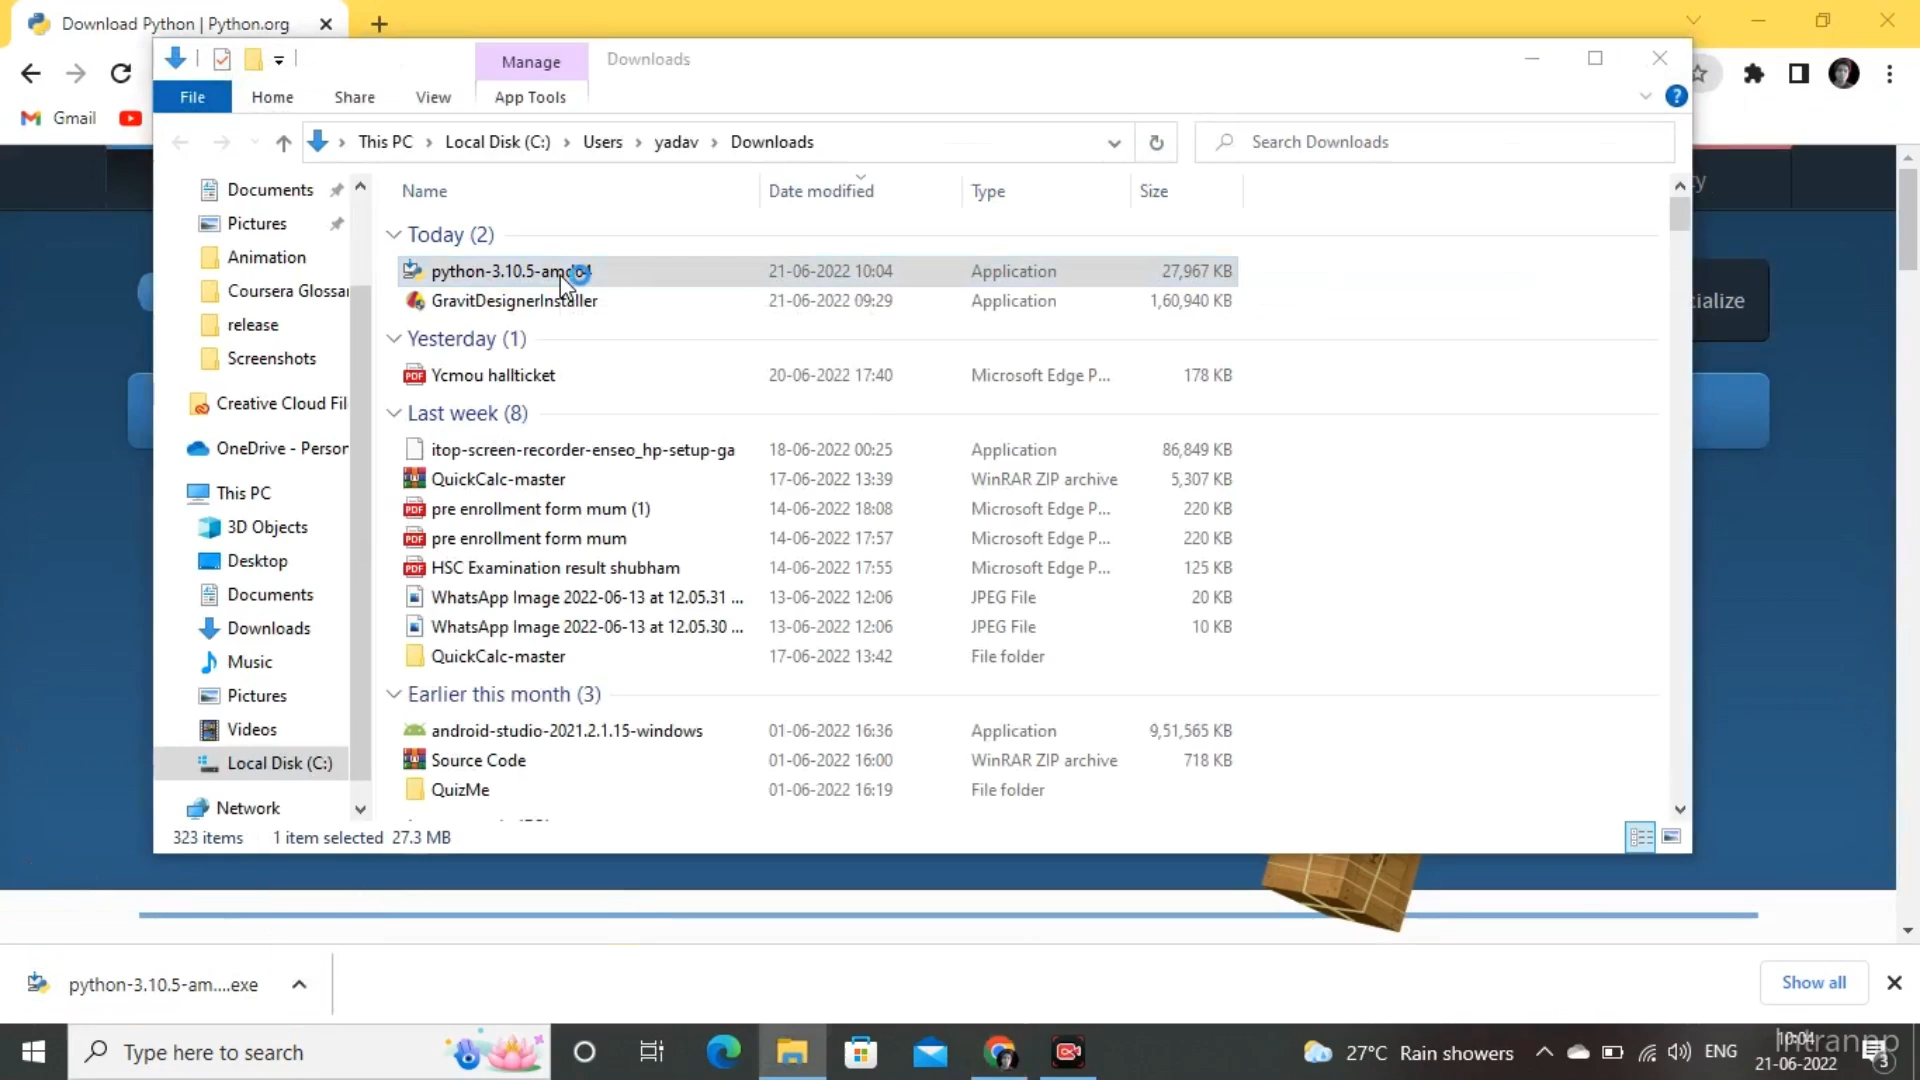 Download Python | Python.org
Manage
Downloads
File
Home
Share
View
App Tools
Gmail
This PC
Local Disk (C:)
Users
yadav
Downloads
Search Downloads
Documents
Pictures
Animation
Coursera Glossa
release
Screenshots
Creative Cloud Fil
OneDrive - Person
This PC
3D Objects
Desktop
Documents
Downloads
Music
Pictures
Videos
Local Disk (C:)
Network
Name
Date modified
Type
Size
Today (2)
python-3.10.5-amd64 21-06-2022 10:04 Application 27,967 KB
GravitDesignerInstaller 21-06-2022 09:29 Application 1,60,940 KB
Yesterday (1)
Ycmou hallticket 20-06-2022 17:40 Microsoft Edge P... 178 KB
Last week (8)
itop-screen-recorder-enseo_hp-setup-ga 18-06-2022 00:25 Application 86,849 KB
QuickCalc-master 17-06-2022 13:39 WinRAR ZIP archive 5,307 KB
pre enrollment form mum (1) 14-06-2022 18:08 Microsoft Edge P... 220 KB
pre enrollment form mum 14-06-2022 17:57 Microsoft Edge P... 220 KB
HSC Examination result shubham 14-06-2022 17:55 Microsoft Edge P... 125 KB
WhatsApp Image 2022-06-13 at 12.05.31 ... 13-06-2022 12:06 JPEG File 20 KB
WhatsApp Image 2022-06-13 at 12.05.30 ... 13-06-2022 12:06 JPEG File 10 KB
QuickCalc-master 17-06-2022 13:42 File folder
Earlier this month (3)
android-studio-2021.2.1.15-windows 01-06-2022 16:36 Application 9,51,565 KB
Source Code 01-06-2022 16:00 WinRAR ZIP archive 718 KB
QuizMe 01-06-2022 16:19 File folder
323 items
1 item selected 27.3 MB
ialize
python-3.10.5-am....exe
Show all
Type here to search
27°C Rain showers
ENG
10:04
21-06-2022
3